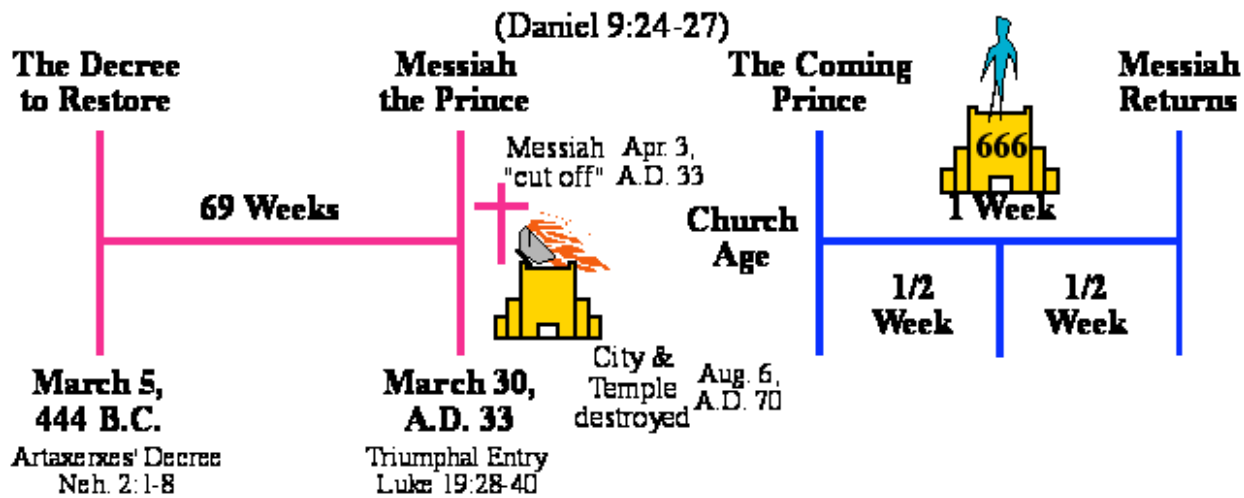 (Daniel 9:24-27)
The Decree
to Restore
Messiah
the Prince
The Coming
Prince
Messiah
Returns
666
Messiah
"cut off"
Apr. 3,
A.D. 33
69 Weeks
Church
Age
1 Week
1/2
Week
1/2
Week
City &
Temple
destroyed
Aug. 6,
A.D. 70
March 5,
444 B.C.
Artaxerxes' Decree
Neh. 2:1-8
March 30,
A.D. 33
Triumphal Entry
Luke 19:28-40